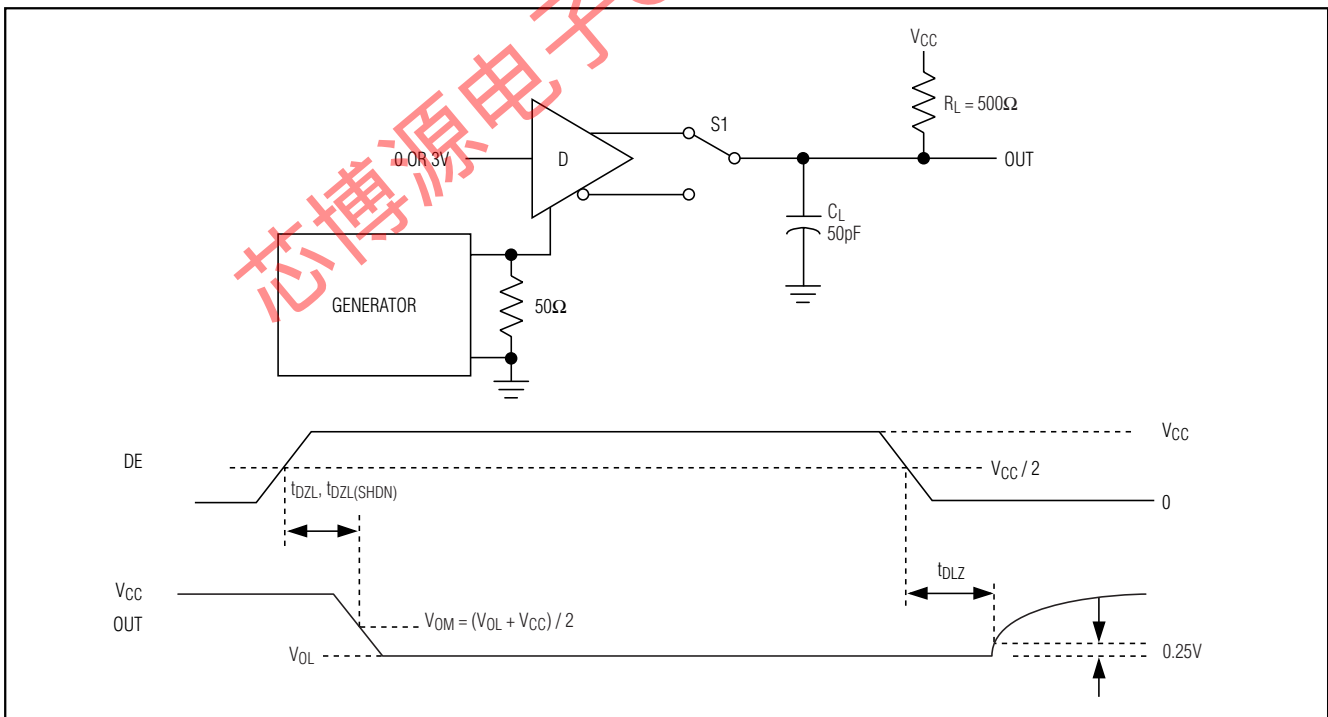 芯博源电子
VCC
RL = 500Ω
S1
0 OR 3V
D
OUT
CL
50pF
GENERATOR
50Ω
VCC
DE
VCC / 2
tDZL, tDZL(SHDN)
0
tDLZ
VCC
OUT
VOM = (VOL + VCC) / 2
VOL
0.25V